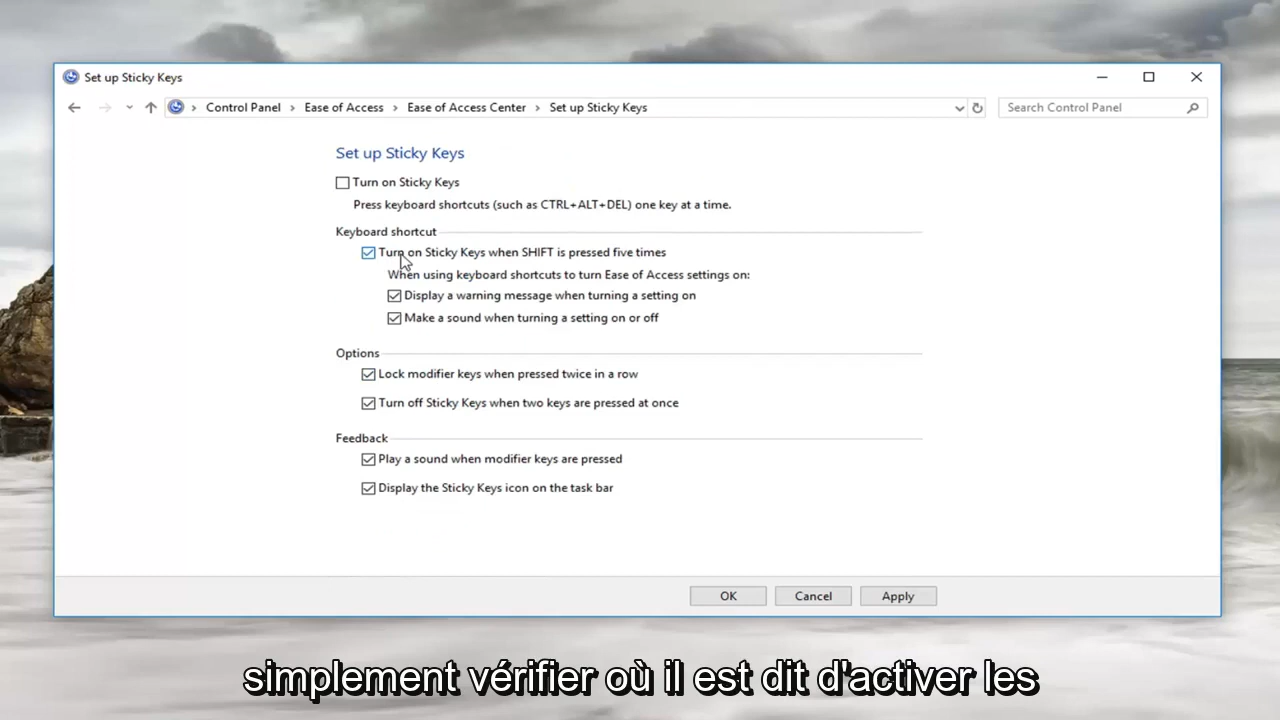 Set up Sticky Keys
Control Panel > Ease of Access > Ease of Access Center > Set up Sticky Keys
Search Control Panel
Set up Sticky Keys
Turn on Sticky Keys
Press keyboard shortcuts (such as CTRL+ALT+DEL) one key at a time.
Keyboard shortcut
Turn on Sticky Keys when SHIFT is pressed five times
When using keyboard shortcuts to turn Ease of Access settings on:
Display a warning message when turning a setting on
Make a sound when turning a setting on or off
Options
Lock modifier keys when pressed twice in a row
Turn off Sticky Keys when two keys are pressed at once
Feedback
Play a sound when modifier keys are pressed
Display the Sticky Keys icon on the task bar
OK Cancel Apply
simplement vérifier où il est dit d'activer les